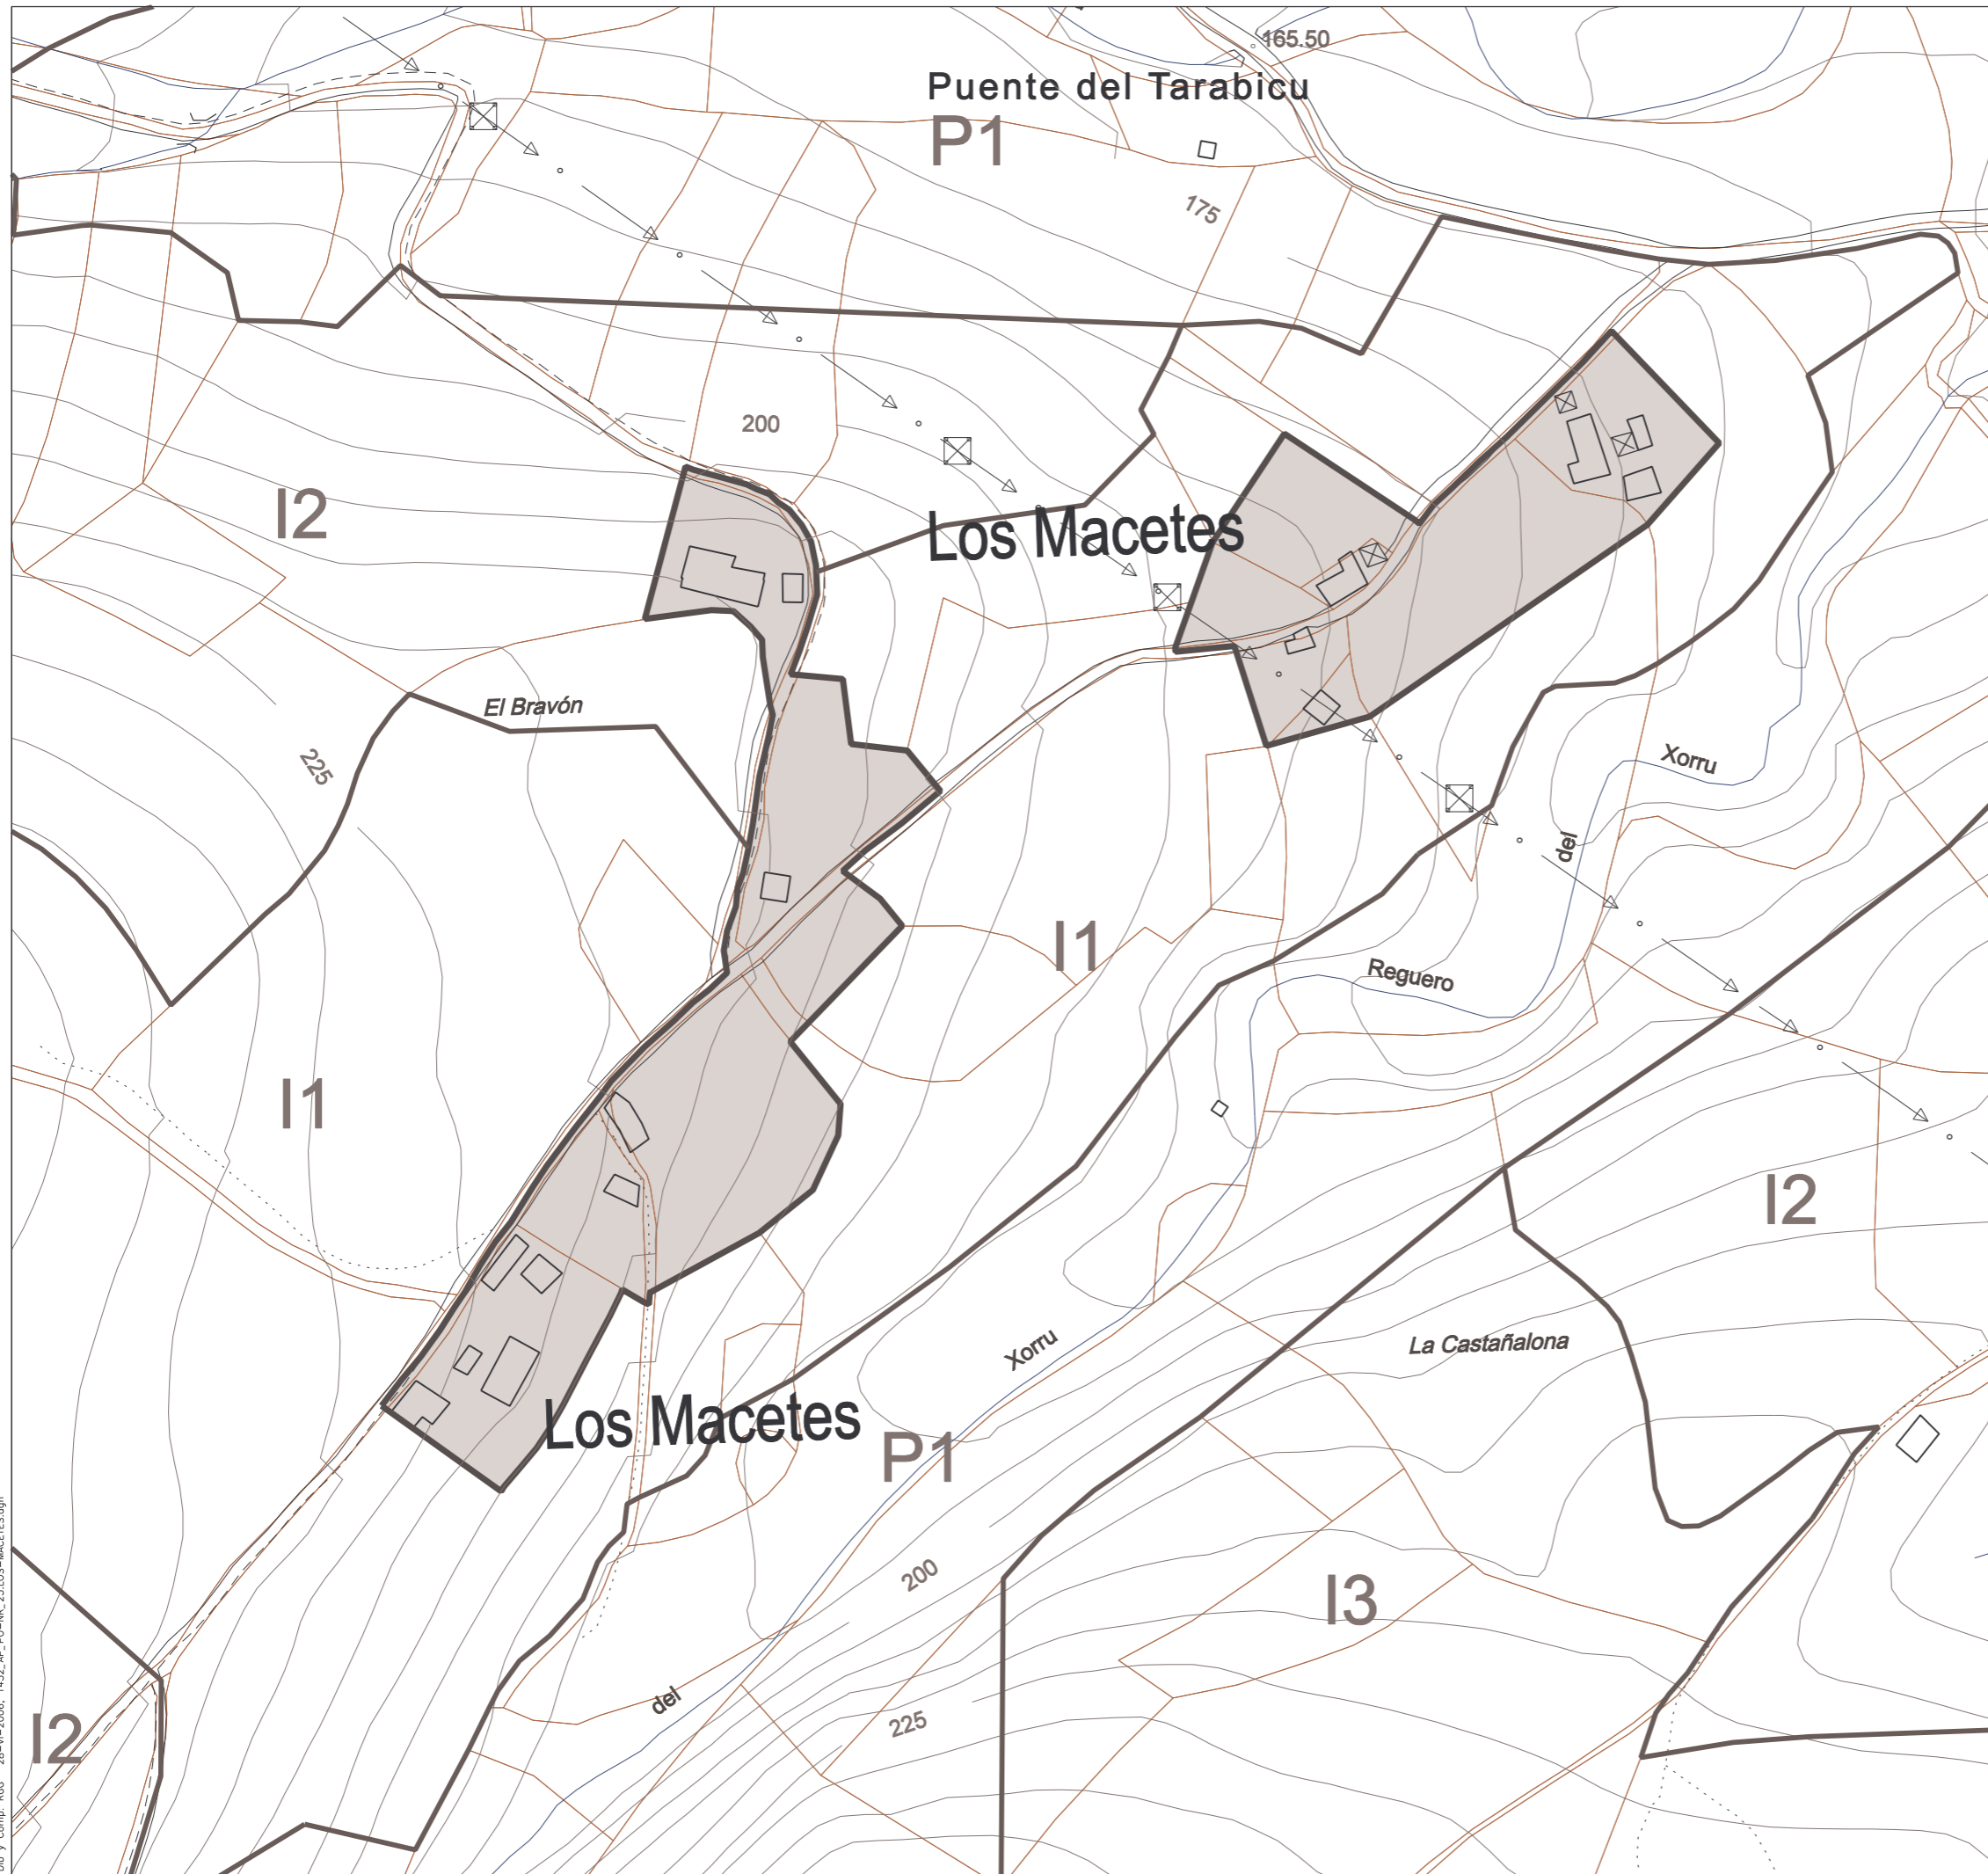 165.50
Puente del Tarabicu
P1
175
200
I2
Los Macetes
El Bravón
225
Xorru
del
I1
Reguero
I1
I2
Xorru
La Castañalona
Los Macetes
P1
200
I3
del
225
I2